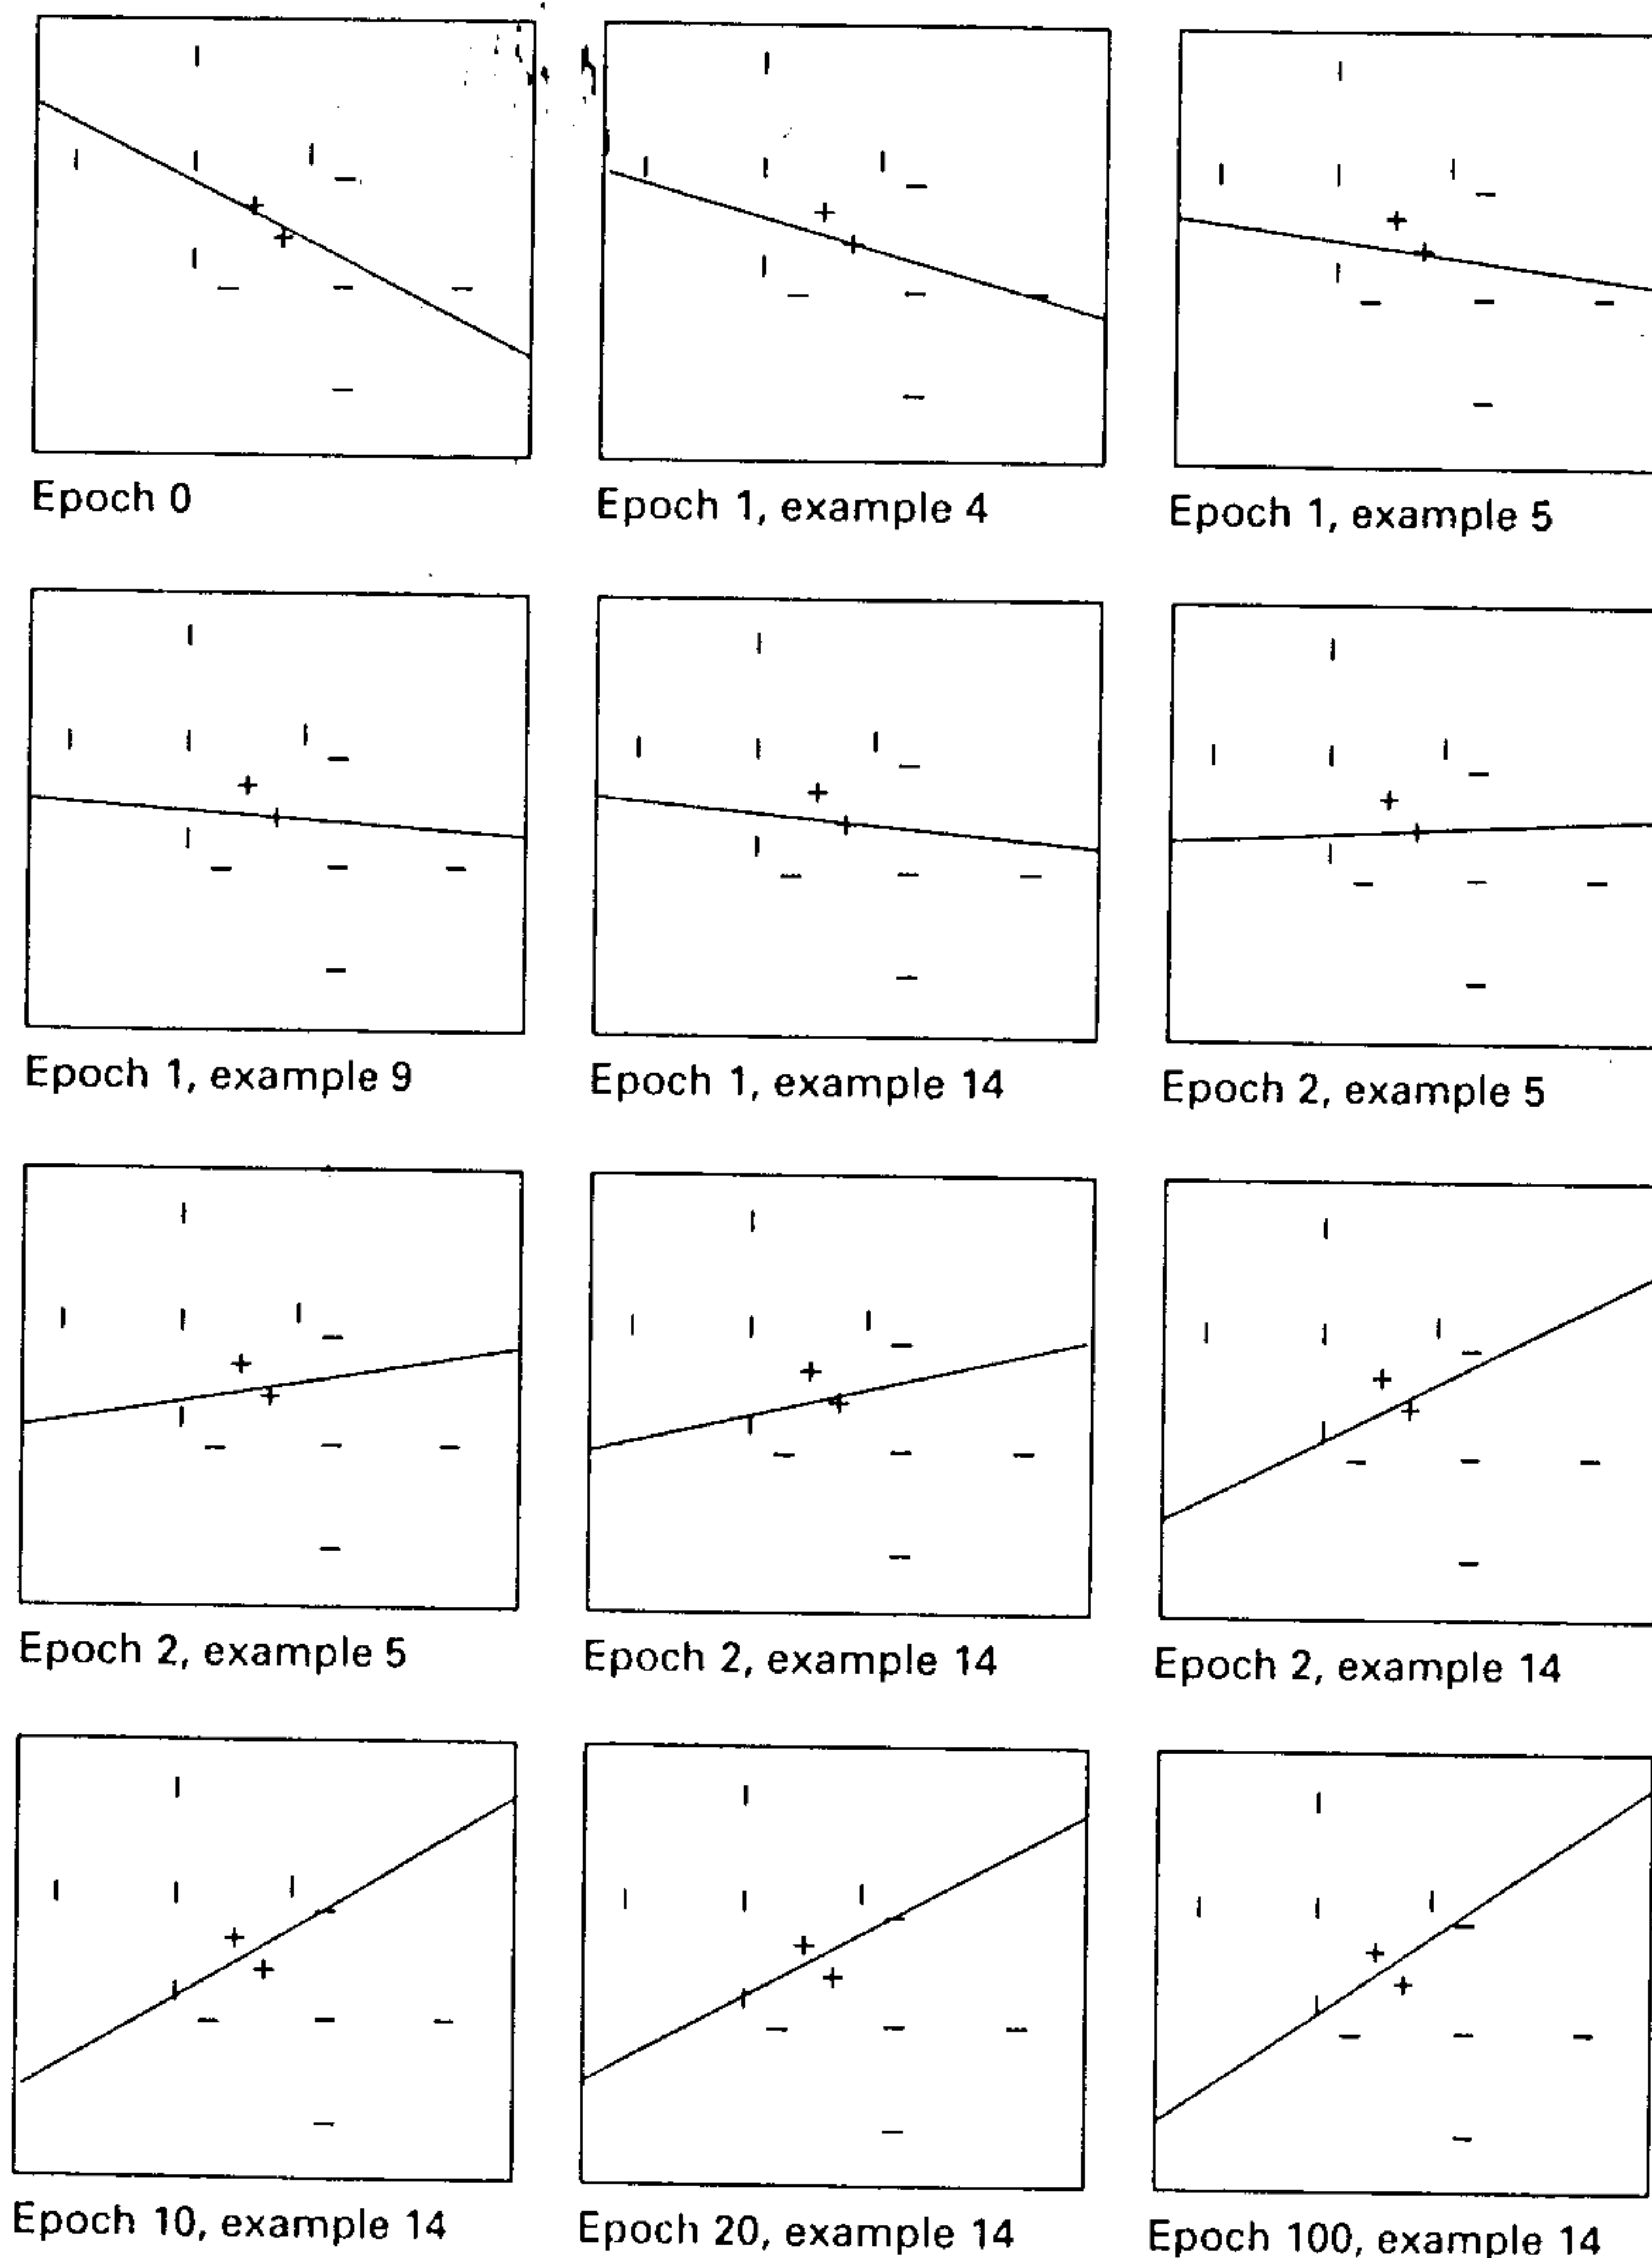 Epoch 0
Epoch 1, example 4
Epoch 1, example 5
Epoch 1, example 9
Epoch 1, example 14
Epoch 2, example 5
Epoch 2, example 5
Epoch 2, example 14
Epoch 2, example 14
Epoch 10, example 14
Epoch 20, example 14
Epoch 100, example 14